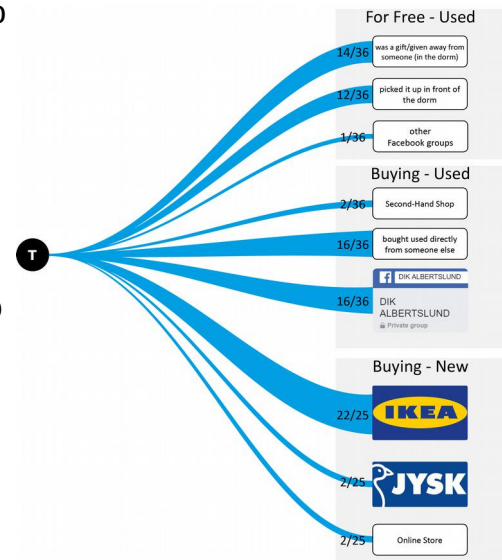 For Free - Used
14/36
was a gift/given away from
someone (in the dorm)
12/36
picked it up in front of
the dorm
1/36
other
Facebook groups
Buying - Used
2/36
Second-Hand Shop
T
16/36
bought used directly
from someone else
f DIK ALBERTSLUND
16/36
DIK
ALBERTSLUND
Private group
Buying - New
22/25
IKEA
2/25
JYSK
2/25
Online Store